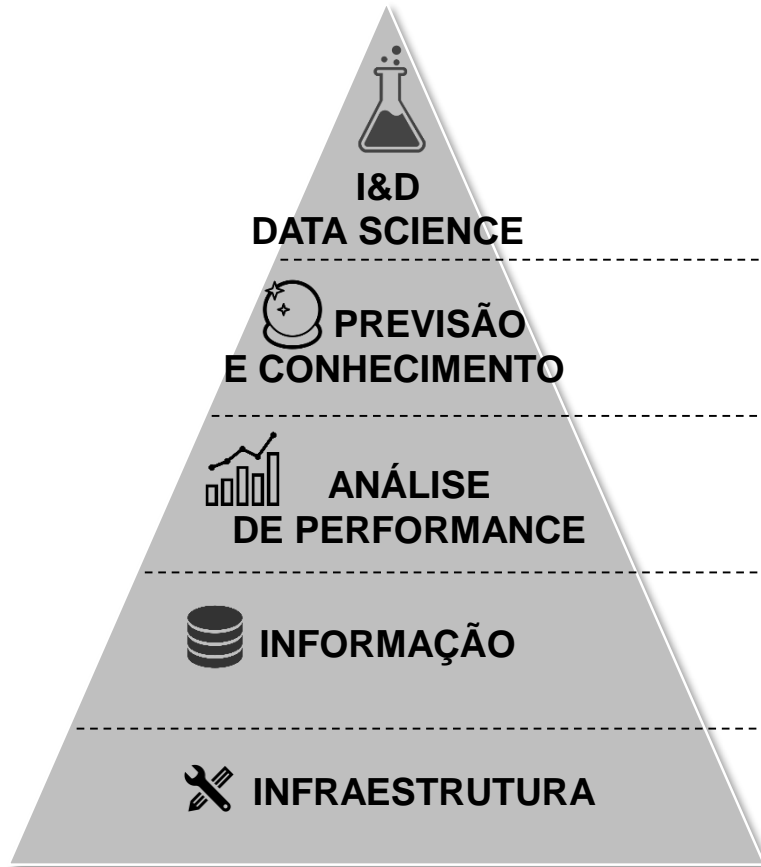 I&D
DATA SCIENCE
PREVISÃO
E CONHECIMENTO
ANÁLISE
DE PERFORMANCE
INFORMAÇÃO
INFRAESTRUTURA